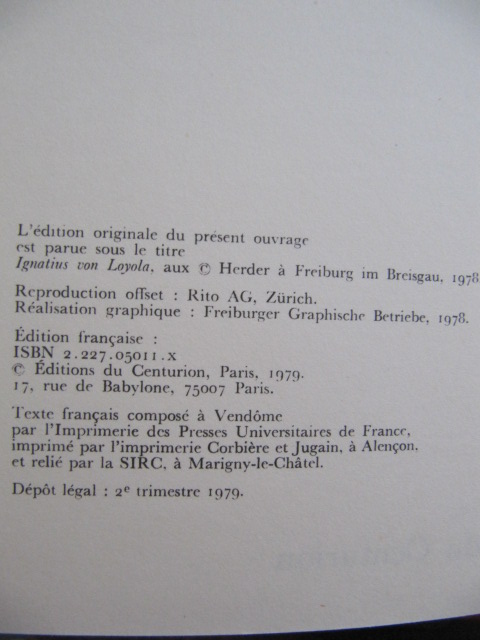 L'édition originale du présent ouvrage
est parue sous le titre
Ignatius von Loyola, aux © Herder à Freiburg im Breisgau, 1978
Reproduction offset : Rito AG, Zürich.
Réalisation graphique : Freiburger Graphische Betriebe, 1978.
Édition française :
ISBN 2.227.05011.X
© Éditions du Centurion, Paris, 1979.
17, rue de Babylone, 75007 Paris.
Texte français composé à Vendôme
par l'Imprimerie des Presses Universitaires de France,
imprimé par l'imprimerie Corbière et Jugain, à Alençon,
et relié par la SIRC, à Marigny-le-Châtel.
Dépôt légal : 2e trimestre 1979.